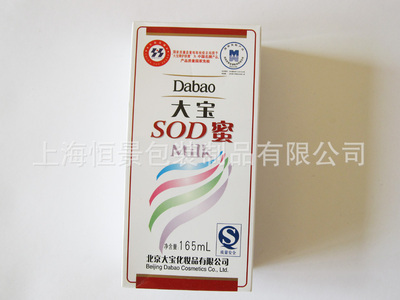 Dabao
大宝
SOD蜜
Milk
上海恒景包装制品有限公司
净含量 165mL
北京大宝化妆品有限公司
Beijing Dabao Cosmetics Co., Ltd.